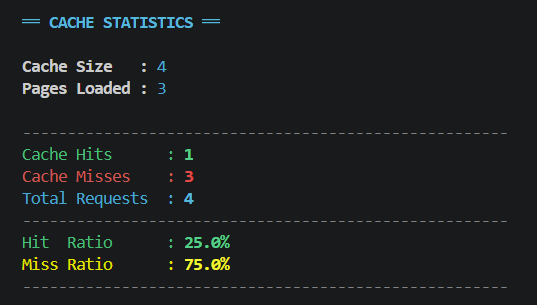 ══ CACHE STATISTICS ══
Cache Size   : 4
Pages Loaded : 3
------------------------------------------------------
Cache Hits      : 1
Cache Misses    : 3
Total Requests  : 4
------------------------------------------------------
Hit  Ratio      : 25.0%
Miss Ratio      : 75.0%
------------------------------------------------------